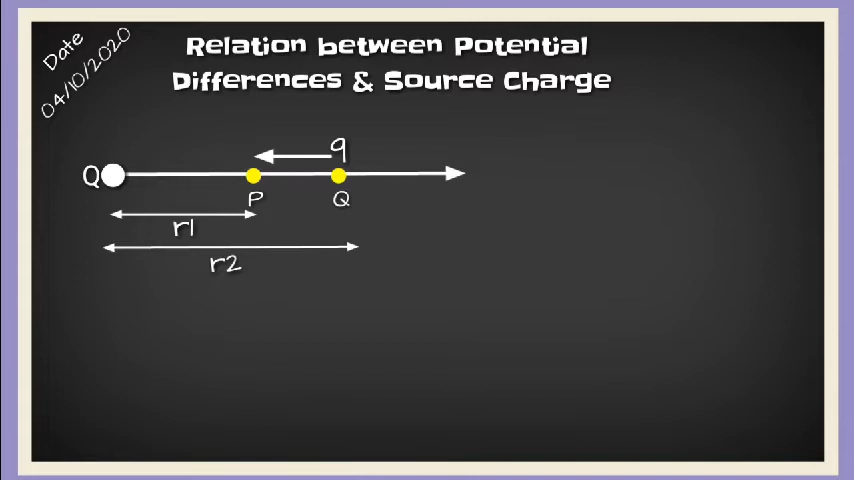 Date
04/10/2020
Relation between Potential
Differences & Source Charge
q
Q
P
Q
r1
r2